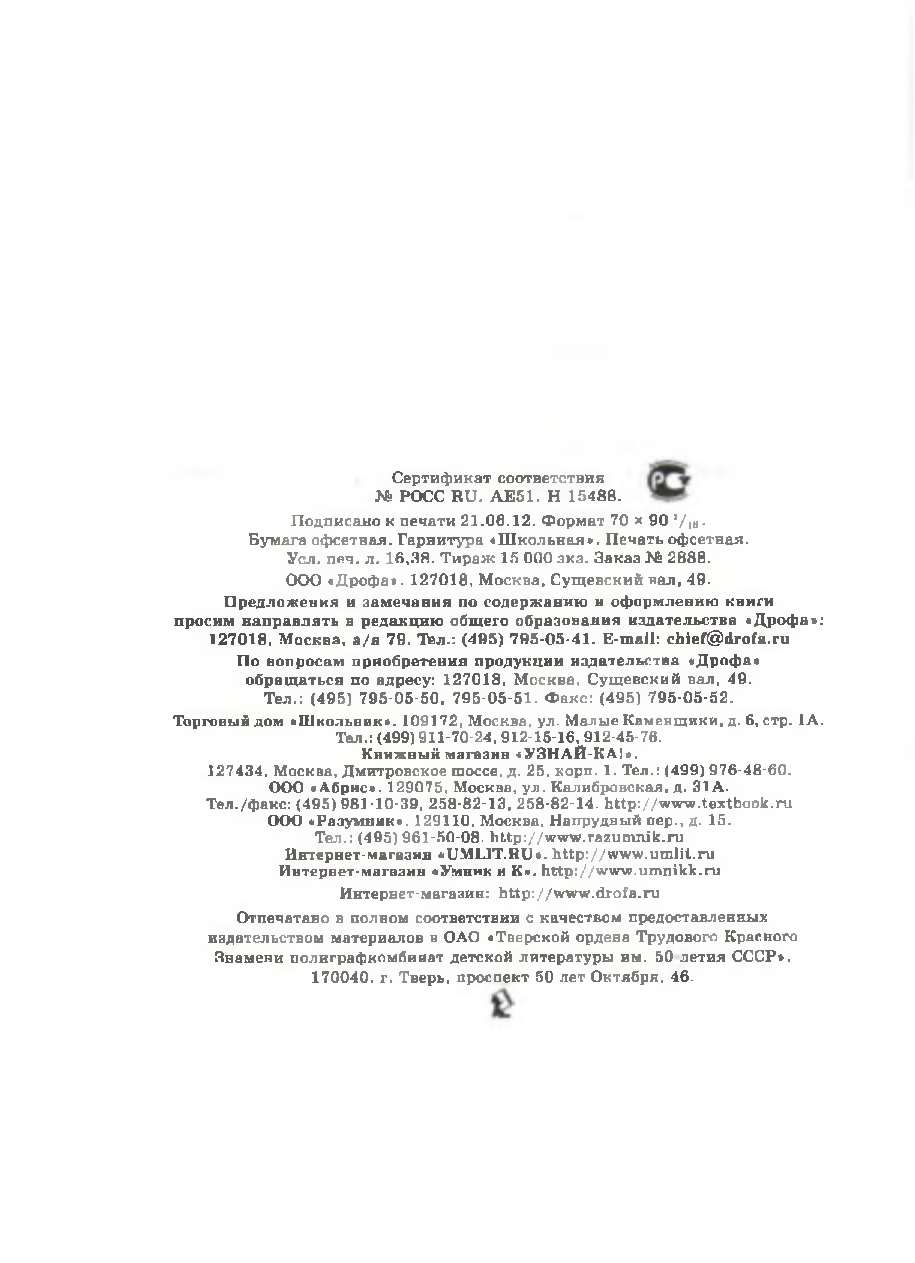 Сертификат соответствия
№ РОСС RU. АЕ51. Н 15488.
Подписано к печати 21.06.12. Формат 70 × 90 1/16.
Бумага офсетная. Гарнитура «Школьная». Печать офсетная.
Усл. печ. л. 16,38. Тираж 15 000 экз. Заказ № 2888.
ООО «Дрофа». 127018, Москва, Сущевский вал, 49.
Предложения и замечания по содержанию и оформлению книги
просим направлять в редакцию общего образования издательства «Дрофа»:
127018, Москва, а/я 79. Тел.: (495) 795-05-41. E-mail: chief@drofa.ru
По вопросам приобретения продукции издательства «Дрофа»
обращаться по адресу: 127018, Москва, Сущевский вал, 49.
Тел.: (495) 795-05-50, 795-05-51. Факс: (495) 795-05-52.
Торговый дом «Школьник». 109172, Москва, ул. Малые Каменщики, д. 6, стр. 1А.
Тел.: (499) 911-70-24, 912-15-16, 912-45-76.
Книжный магазин «УЗНАЙ-КА!».
127434, Москва, Дмитровское шоссе, д. 25, корп. 1. Тел.: (499) 976-48-60.
ООО «Абрис». 129075, Москва, ул. Калибровская, д. 31А.
Тел./факс: (495) 981-10-39, 258-82-13, 258-82-14. http://www.textbook.ru
ООО «Разумник». 129110, Москва, Напрудный пер., д. 15.
Тел.: (495) 961-50-08. http://www.razumnik.ru
Интернет-магазин «UMLIT.RU». http://www.umlit.ru
Интернет-магазин «Умник и К». http://www.umnikk.ru
Интернет-магазин: http://www.drofa.ru
Отпечатано в полном соответствии с качеством предоставленных
издательством материалов в ОАО «Тверской ордена Трудового Красного
Знамени полиграфкомбинат детской литературы им. 50-летия СССР».
170040, г. Тверь, проспект 50 лет Октября, 46.